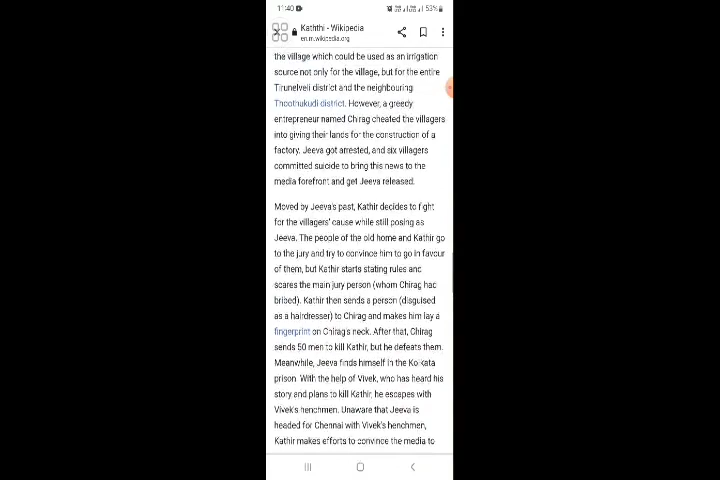 11:40
53%
Kaththi - Wikipedia
en.m.wikipedia.org
the village which could be used as an irrigation
source not only for the village, but for the entire
Tirunelveli district and the neighbouring
Thoothukudi district. However, a greedy
entrepreneur named Chirag cheated the villagers
into giving their lands for the construction of a
factory. Jeeva got arrested, and six villagers
committed suicide to bring this news to the
media forefront and get Jeeva released.
Moved by Jeeva's past, Kathir decides to fight
for the villagers' cause while still posing as
Jeeva. The people of the old home and Kathir go
to the jury and try to convince him to go in favour
of them, but Kathir starts stating rules and
scares the main jury person (whom Chirag had
bribed). Kathir then sends a person (disguised
as a hairdresser) to Chirag and makes him lay a
fingerprint on Chirag's neck. After that, Chirag
sends 50 men to kill Kathir, but he defeats them.
Meanwhile, Jeeva finds himself in the Kolkata
prison. With the help of Vivek, who has heard his
story and plans to kill Kathir, he escapes with
Vivek's henchmen. Unaware that Jeeva is
headed for Chennai with Vivek's henchmen,
Kathir makes efforts to convince the media to